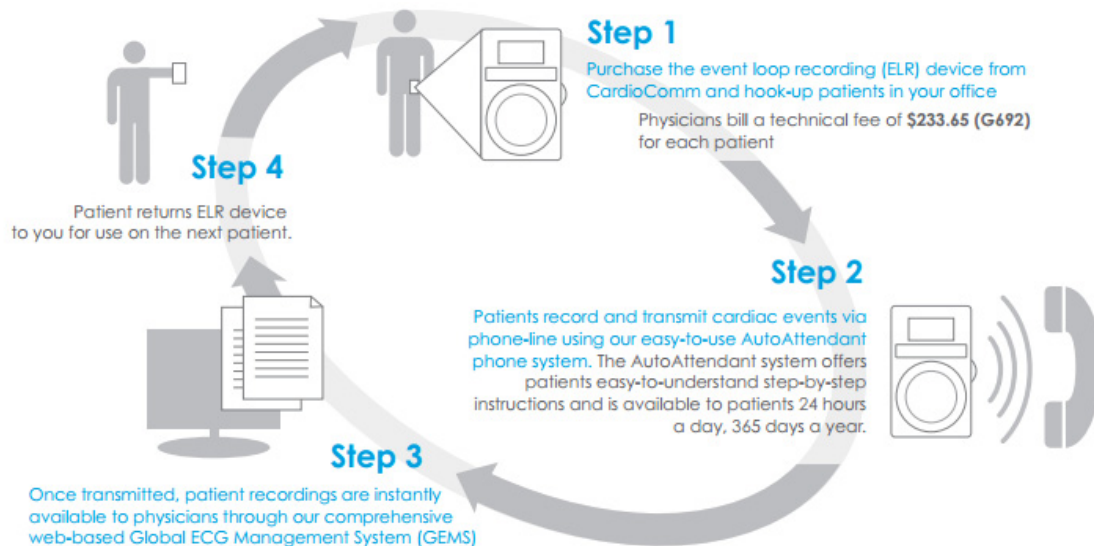 Step 1
Purchase the event loop recording (ELR) device from
CardioComm and hook-up patients in your office
Physicians bill a technical fee of $233.65 (G692)
for each patient
Step 2
Patients record and transmit cardiac events via
phone-line using our easy-to-use AutoAttendant
phone system. The AutoAttendant system offers
patients easy-to-understand step-by-step
instructions and is available to patients 24 hours
a day, 365 days a year.
Step 3
Once transmitted, patient recordings are instantly
available to physicians through our comprehensive
web-based Global ECG Management System (GEMS)
Step 4
Patient returns ELR device
to you for use on the next patient.